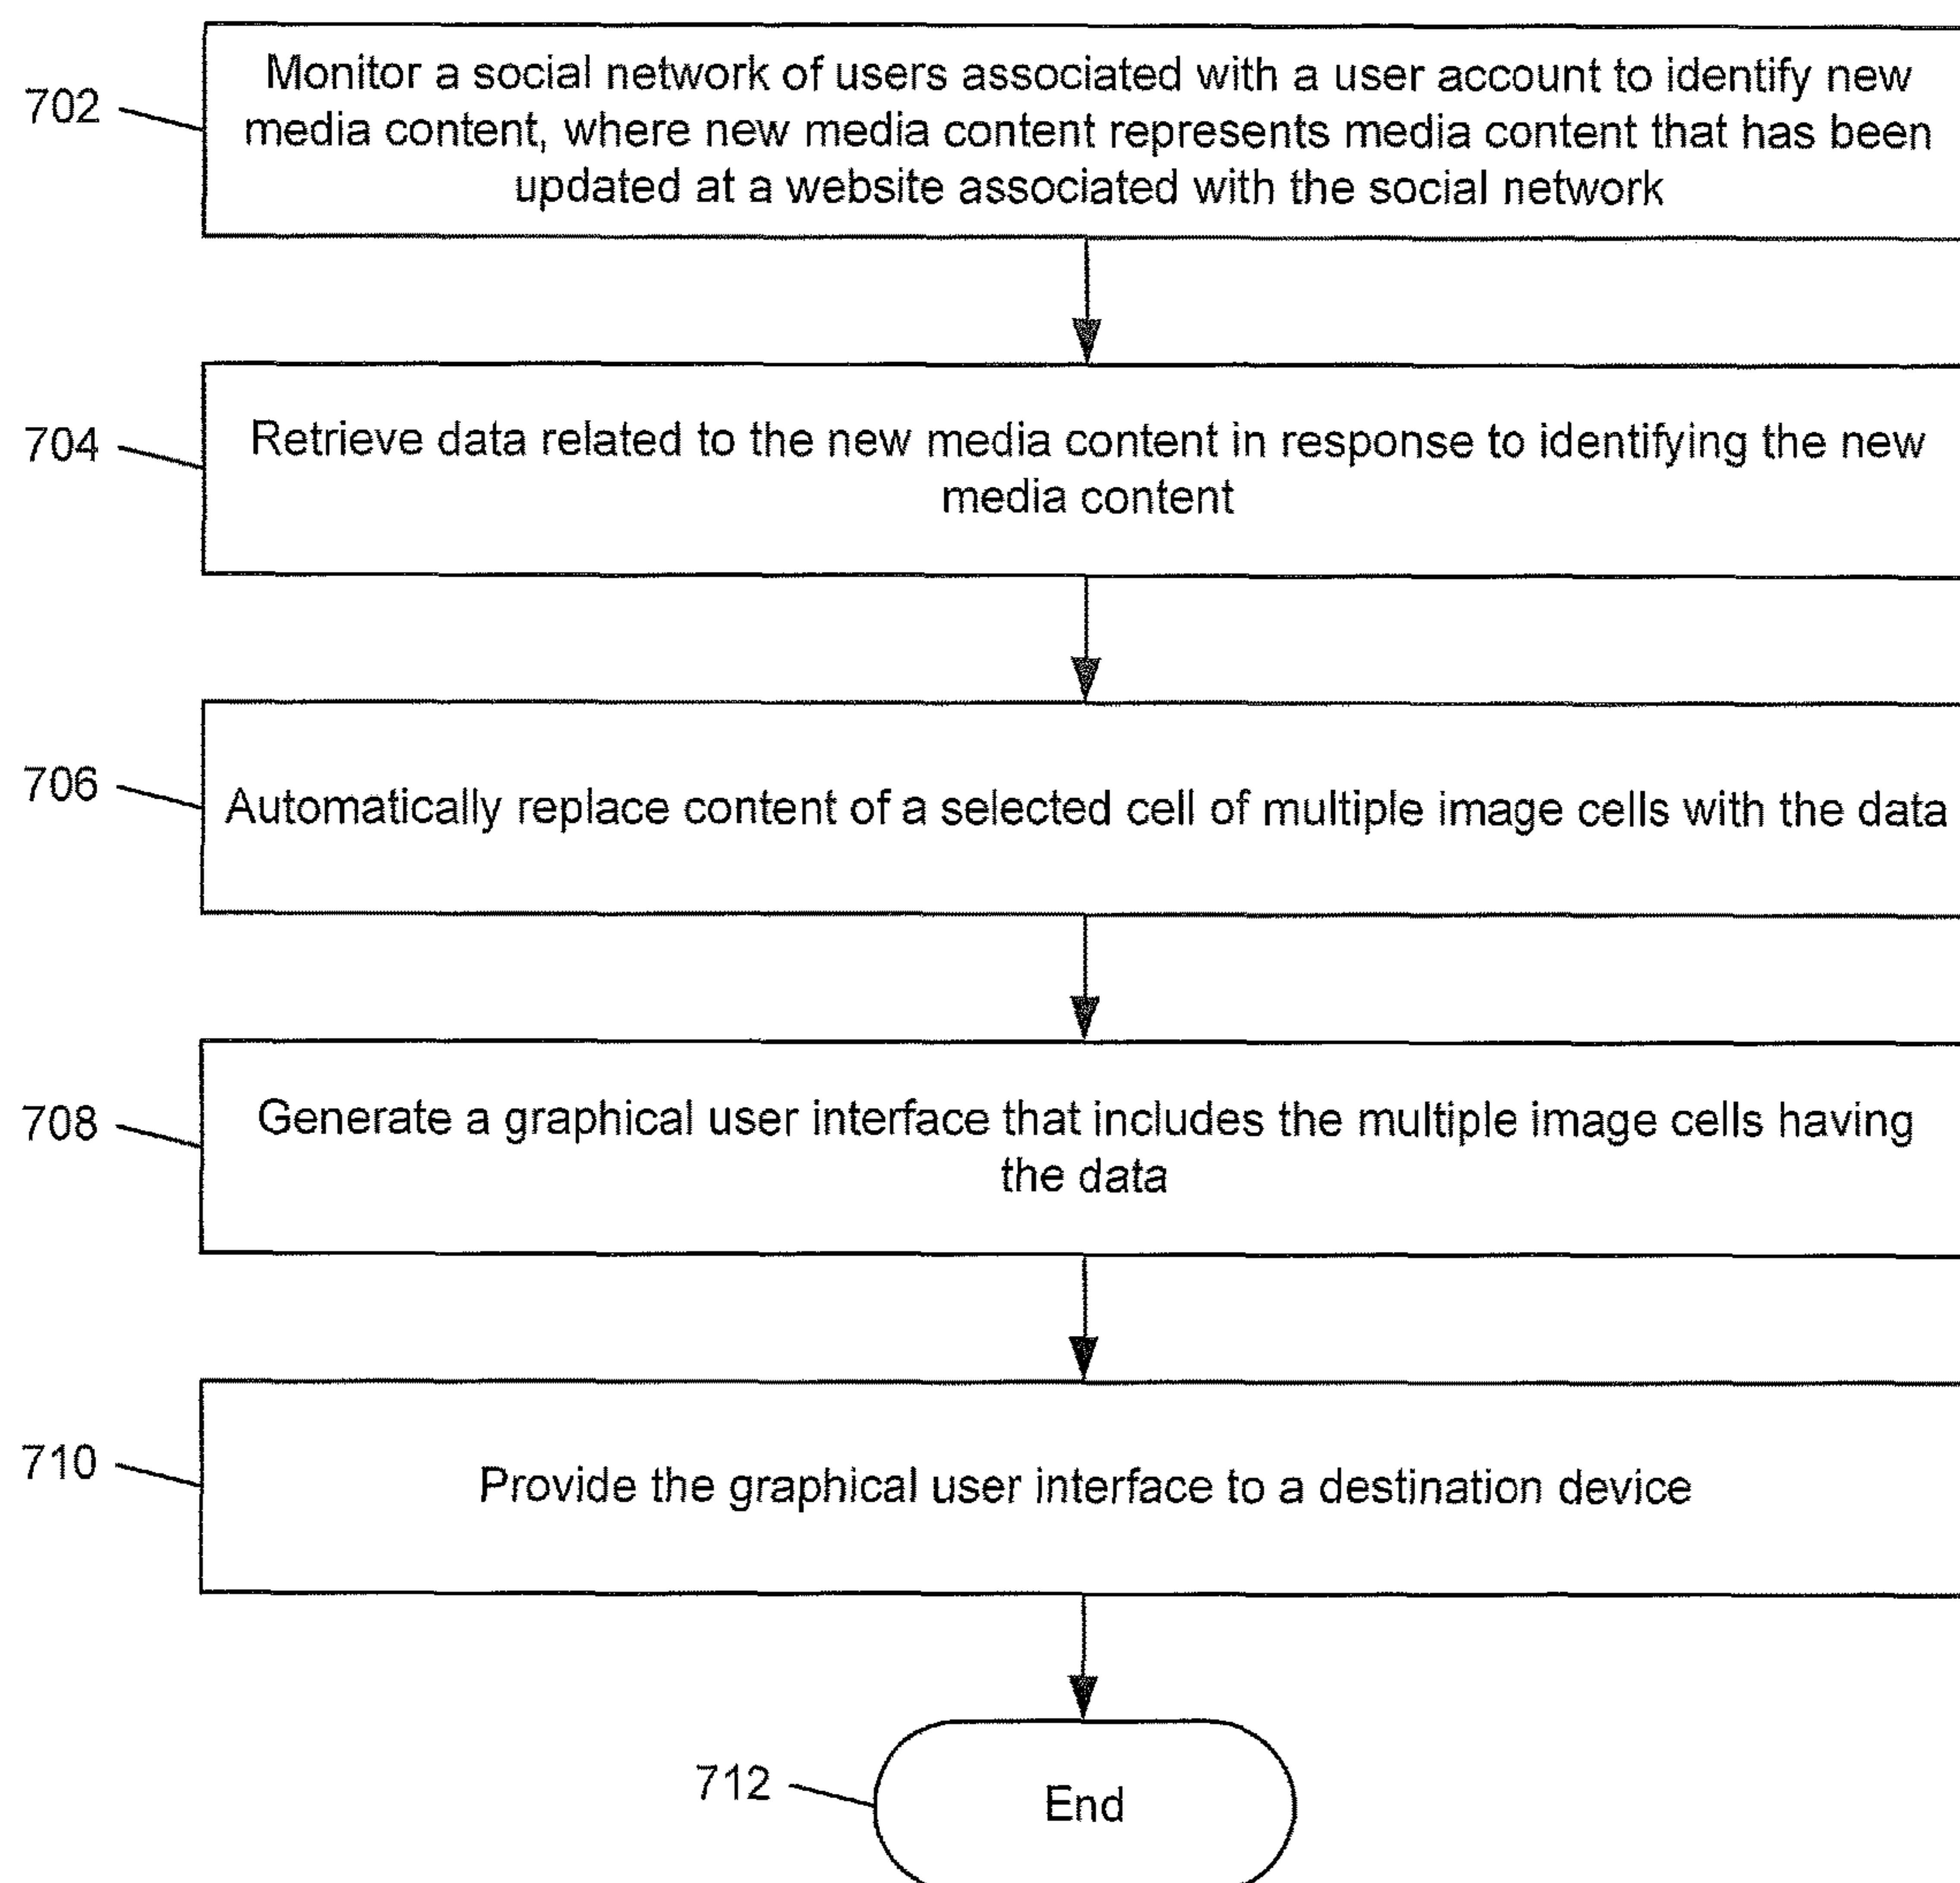 702
Monitor a social network of users associated with a user account to identify new
media content, where new media content represents media content that has been
updated at a website associated with the social network
704
Retrieve data related to the new media content in response to identifying the new
media content
706
Automatically replace content of a selected cell of multiple image cells with the data
708
Generate a graphical user interface that includes the multiple image cells having
the data
710
Provide the graphical user interface to a destination device
712
End